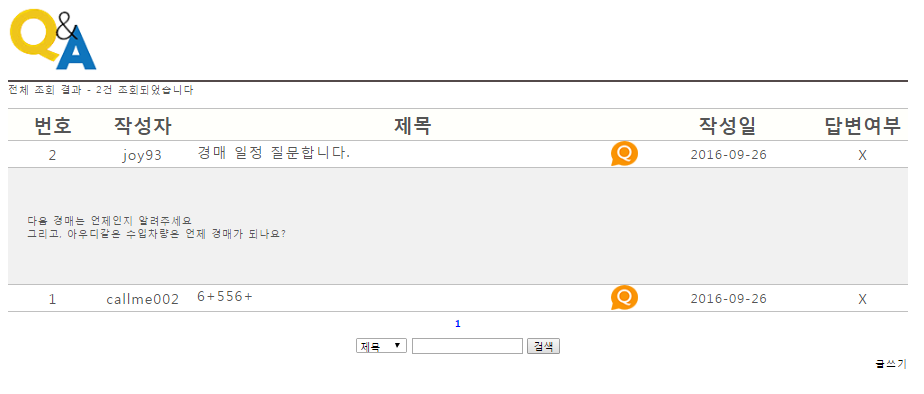 Q&A
전체 조회 결과 - 2건 조회되었습니다
번호 작성자 제목 작성일 답변여부
2 joy93 경매 일정 질문합니다. Q 2016-09-26 X
다음 경매는 언제인지 알려주세요
그리고, 아우디같은 수입차량은 언제 경매가 되나요?
1 callme002 6+556+ Q 2016-09-26 X
1
제목 ▼ 검색
글쓰기